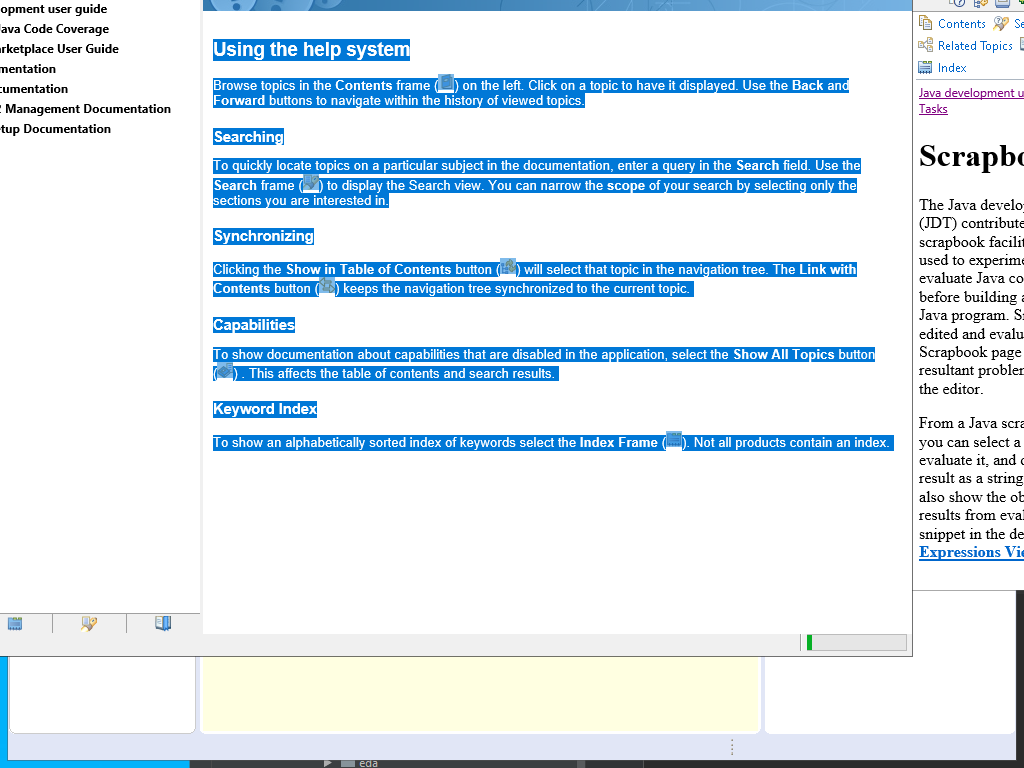 opment user guide
Java Code Coverage
arketplace User Guide
mentation
cumentation
2 Management Documentation
tup Documentation
Using the help system
Browse topics in the Contents frame ( ) on the left. Click on a topic to have it displayed. Use the Back and
Forward buttons to navigate within the history of viewed topics.
Searching
To quickly locate topics on a particular subject in the documentation, enter a query in the Search field. Use the
Search frame ( ) to display the Search view. You can narrow the scope of your search by selecting only the
sections you are interested in.
Synchronizing
Clicking the Show in Table of Contents button ( ) will select that topic in the navigation tree. The Link with
Contents button ( ) keeps the navigation tree synchronized to the current topic.
Capabilities
To show documentation about capabilities that are disabled in the application, select the Show All Topics button
( ) . This affects the table of contents and search results.
Keyword Index
To show an alphabetically sorted index of keywords select the Index Frame ( ). Not all products contain an index.
Contents Se
Related Topics
Index
Java development u
Tasks
Scrapbo
The Java develop
(JDT) contribute
scrapbook facilit
used to experime
evaluate Java co
before building a
Java program. S
edited and evalua
Scrapbook page
resultant problem
the editor.
From a Java scra
you can select a
evaluate it, and d
result as a string
also show the ob
results from eval
snippet in the de
Expressions Vie
eda